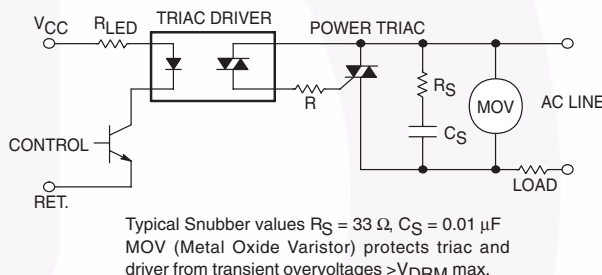 TRIAC DRIVER
VCC
RLED
POWER TRIAC
RS
MOV
AC LINE
R
CS
CONTROL
LOAD
RET.
Typical Snubber values RS = 33 Ω, CS = 0.01 μF
MOV (Metal Oxide Varistor) protects triac and
driver from transient overvoltages >VDRM max.